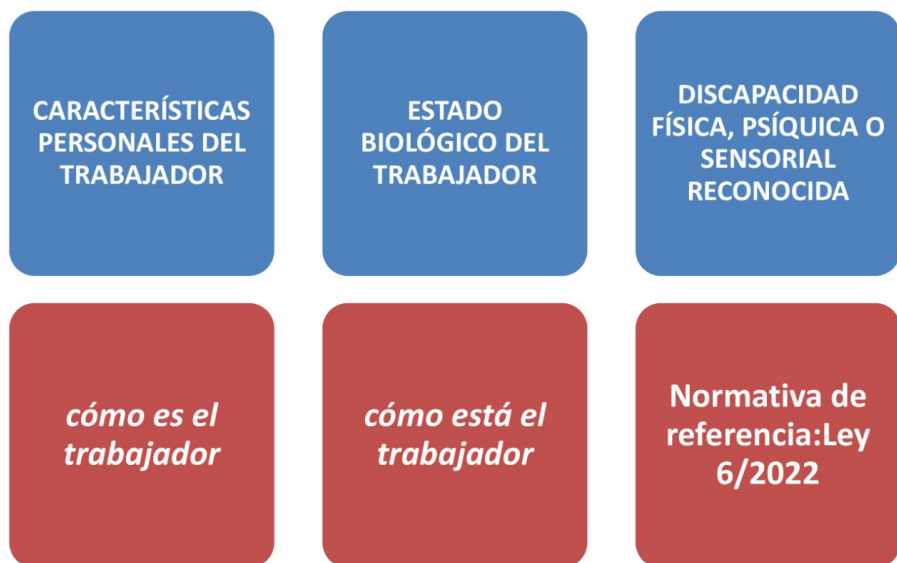 CARACTERÍSTICAS
PERSONALES DEL
TRABAJADOR
ESTADO
BIOLÓGICO DEL
TRABAJADOR
DISCAPACIDAD
FÍSICA, PSÍQUICA O
SENSORIAL
RECONOCIDA
cómo es el
trabajador
cómo está el
trabajador
Normativa de
referencia:Ley
6/2022